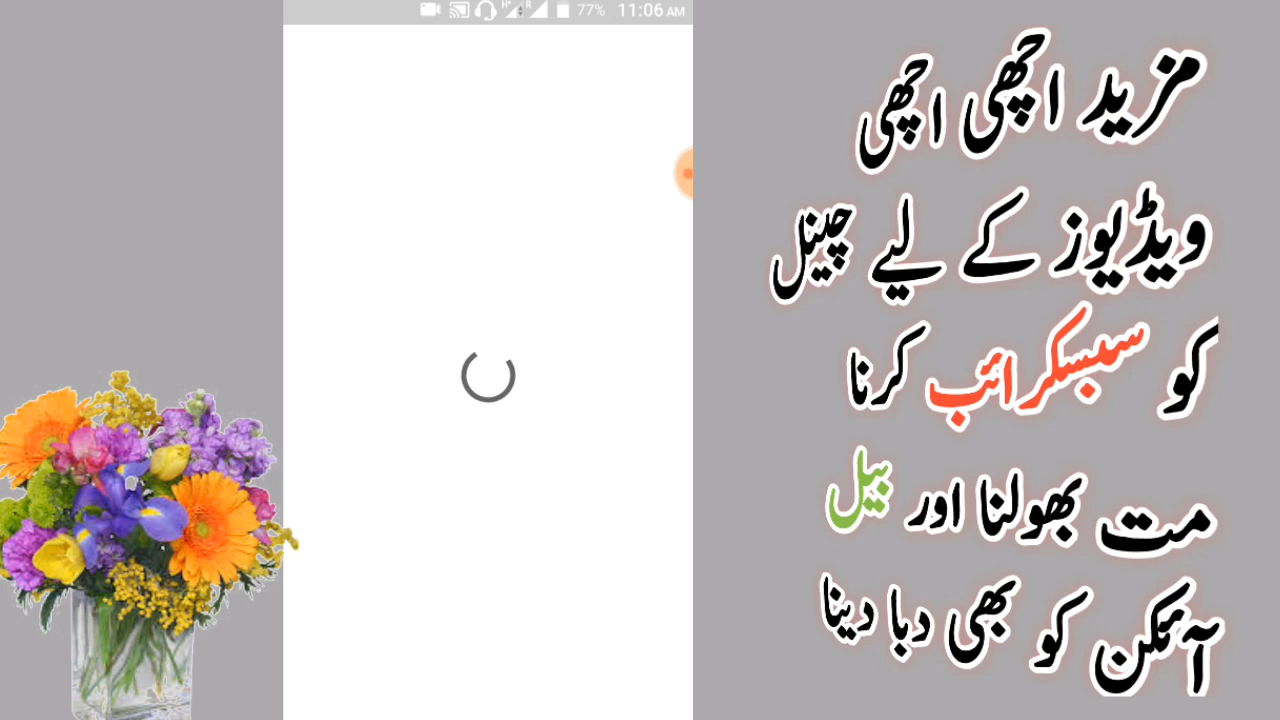 77% 11:06 AM
مزید اچھی اچھی
ویڈیوز کے لیے چینل
کو سبسکرائب کرنا
مت بھولنا اور بیل
آئکن کو بھی دبا دینا